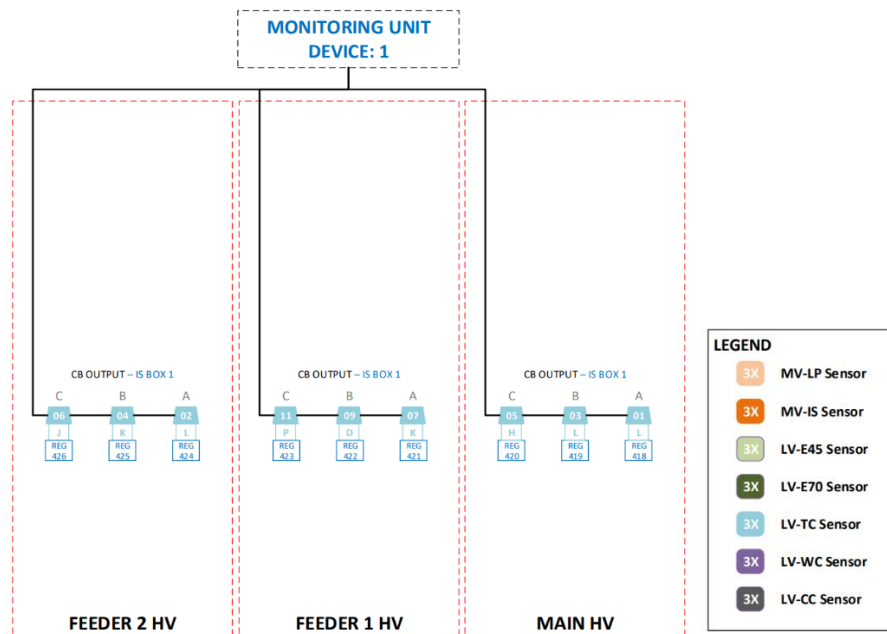 MONITORING UNIT
DEVICE: 1
CB OUTPUT – IS BOX 1
C B A
06 04 02
J K L
REG 426 REG 425 REG 424
FEEDER 2 HV
CB OUTPUT – IS BOX 1
C B A
11 09 07
P D K
REG 423 REG 422 REG 421
FEEDER 1 HV
CB OUTPUT – IS BOX 1
C B A
05 03 01
H L L
REG 420 REG 419 REG 418
MAIN HV
LEGEND
3X MV-LP Sensor
3X MV-IS Sensor
3X LV-E45 Sensor
3X LV-E70 Sensor
3X LV-TC Sensor
3X LV-WC Sensor
3X LV-CC Sensor